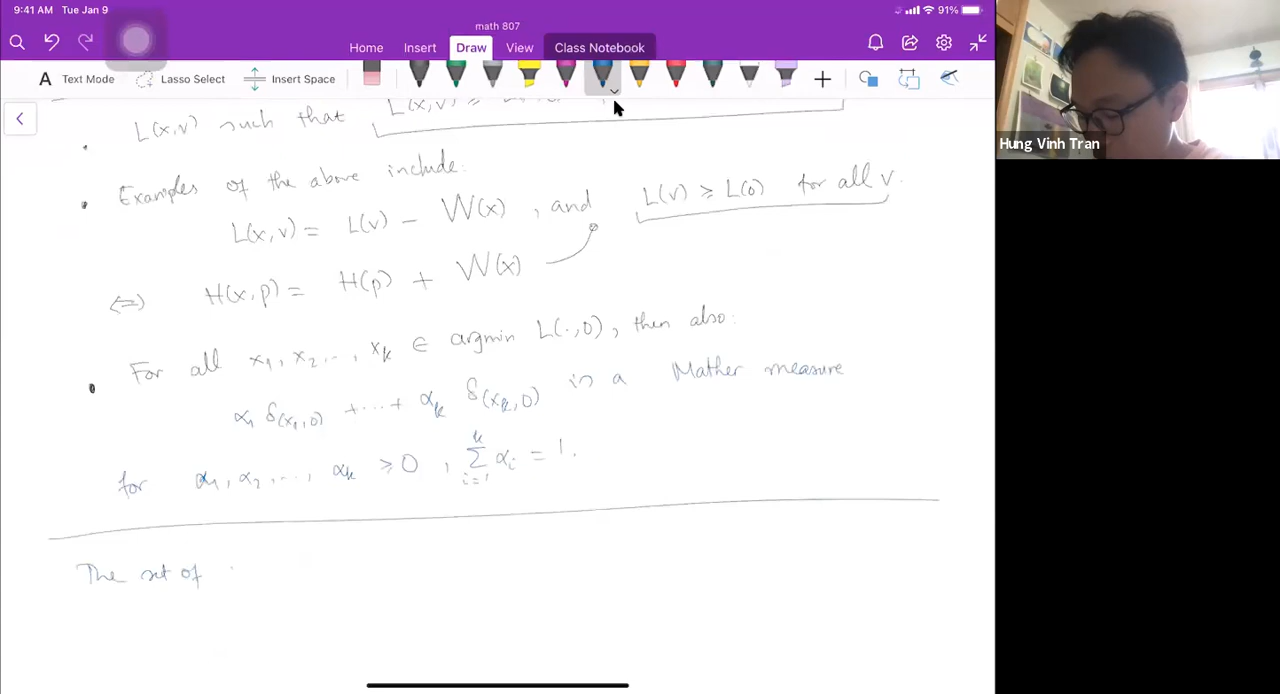 9:41 AM Tue Jan 9
91%
math 807
Home Insert Draw View Class Notebook
A Text Mode Lasso Select Insert Space
L(x,v) such that L(x,v) ≥
• Examples of the above include:
L(x,v) = L(v) - W(x), and L(v) ≥ L(0) for all v.
⇔ H(x,p) = H(p) + W(x)
• For all x₁, x₂, ..., xₖ ∈ argmin L(·,0), then also:
α₁ δ(x₁,0) + ... + αₖ δ(xₖ,0) is a Mather measure
for α₁, α₂, ..., αₖ ≥ 0, Σᵢ₌₁ᵏ αᵢ = 1.
The set of
Hung Vinh Tran